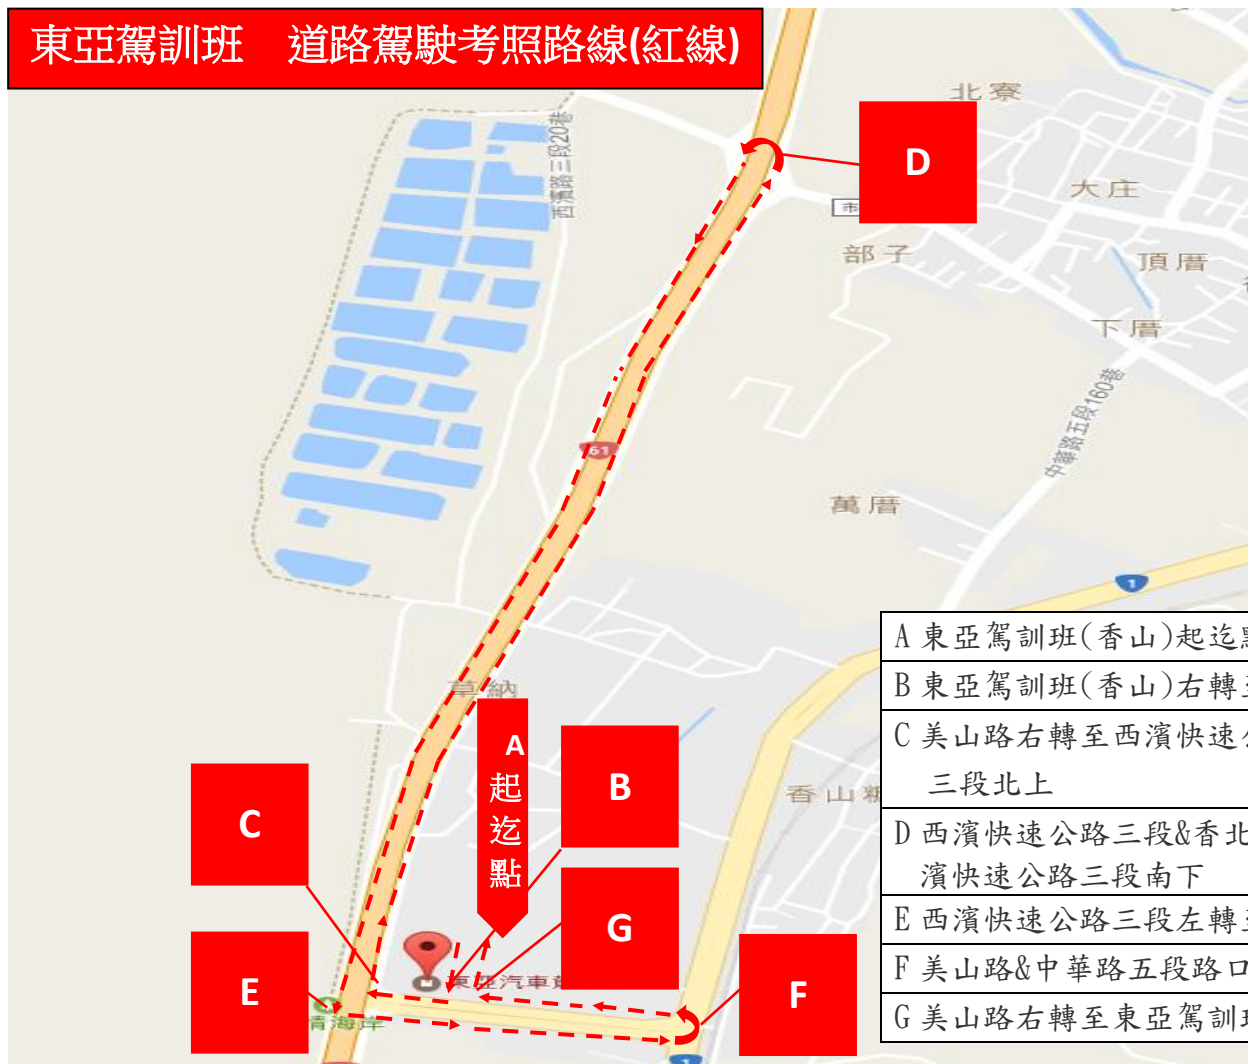 東亞駕訓班 道路駕駛考照路線(紅線)
北寮
D
大庄
西濱路三段20巷
市
部子
頂厝
下厝
中華路五段160巷
61
萬厝
1
A 東亞駕訓班(香山)起迄
B 東亞駕訓班(香山)右轉
C 美山路右轉至西濱快速
三段北上
D 西濱快速公路三段&香北
濱快速公路三段南下
E 西濱快速公路三段左轉
F 美山路&中華路五段路口
G 美山路右轉至東亞駕訓
草納
A
起
迄
點
B
C
香山
G
E
F
東亞汽車
情海岸
1